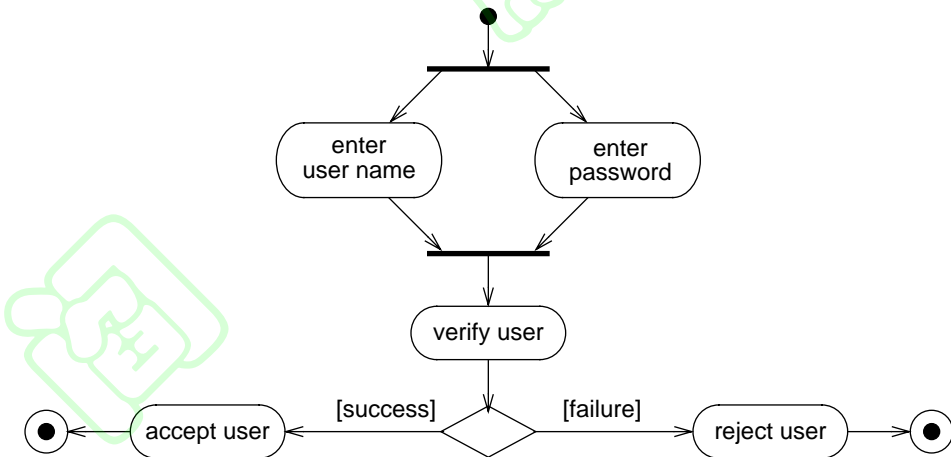 enter
user name
enter
password
verify user
[success]
[failure]
accept user
reject user